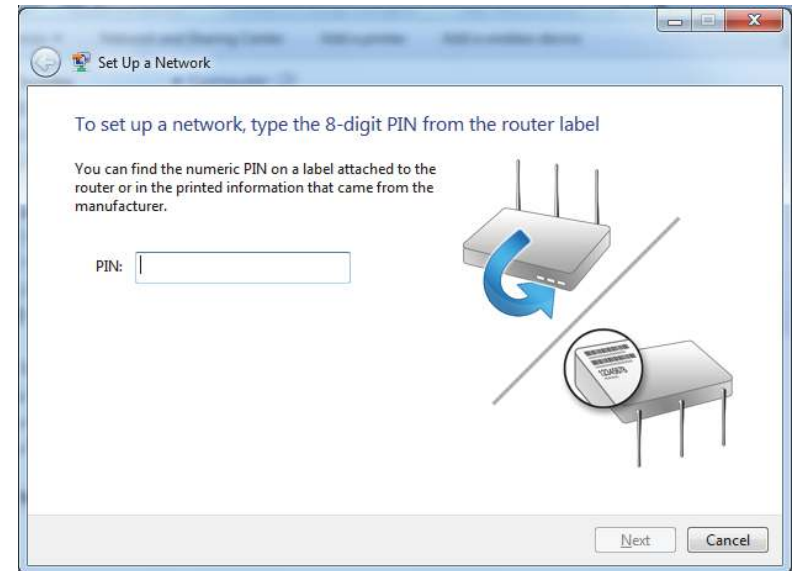 Set Up a Network
To set up a network, type the 8-digit PIN from the router label
You can find the numeric PIN on a label attached to the
router or in the printed information that came from the
manufacturer.
PIN:
12345678
Next
Cancel